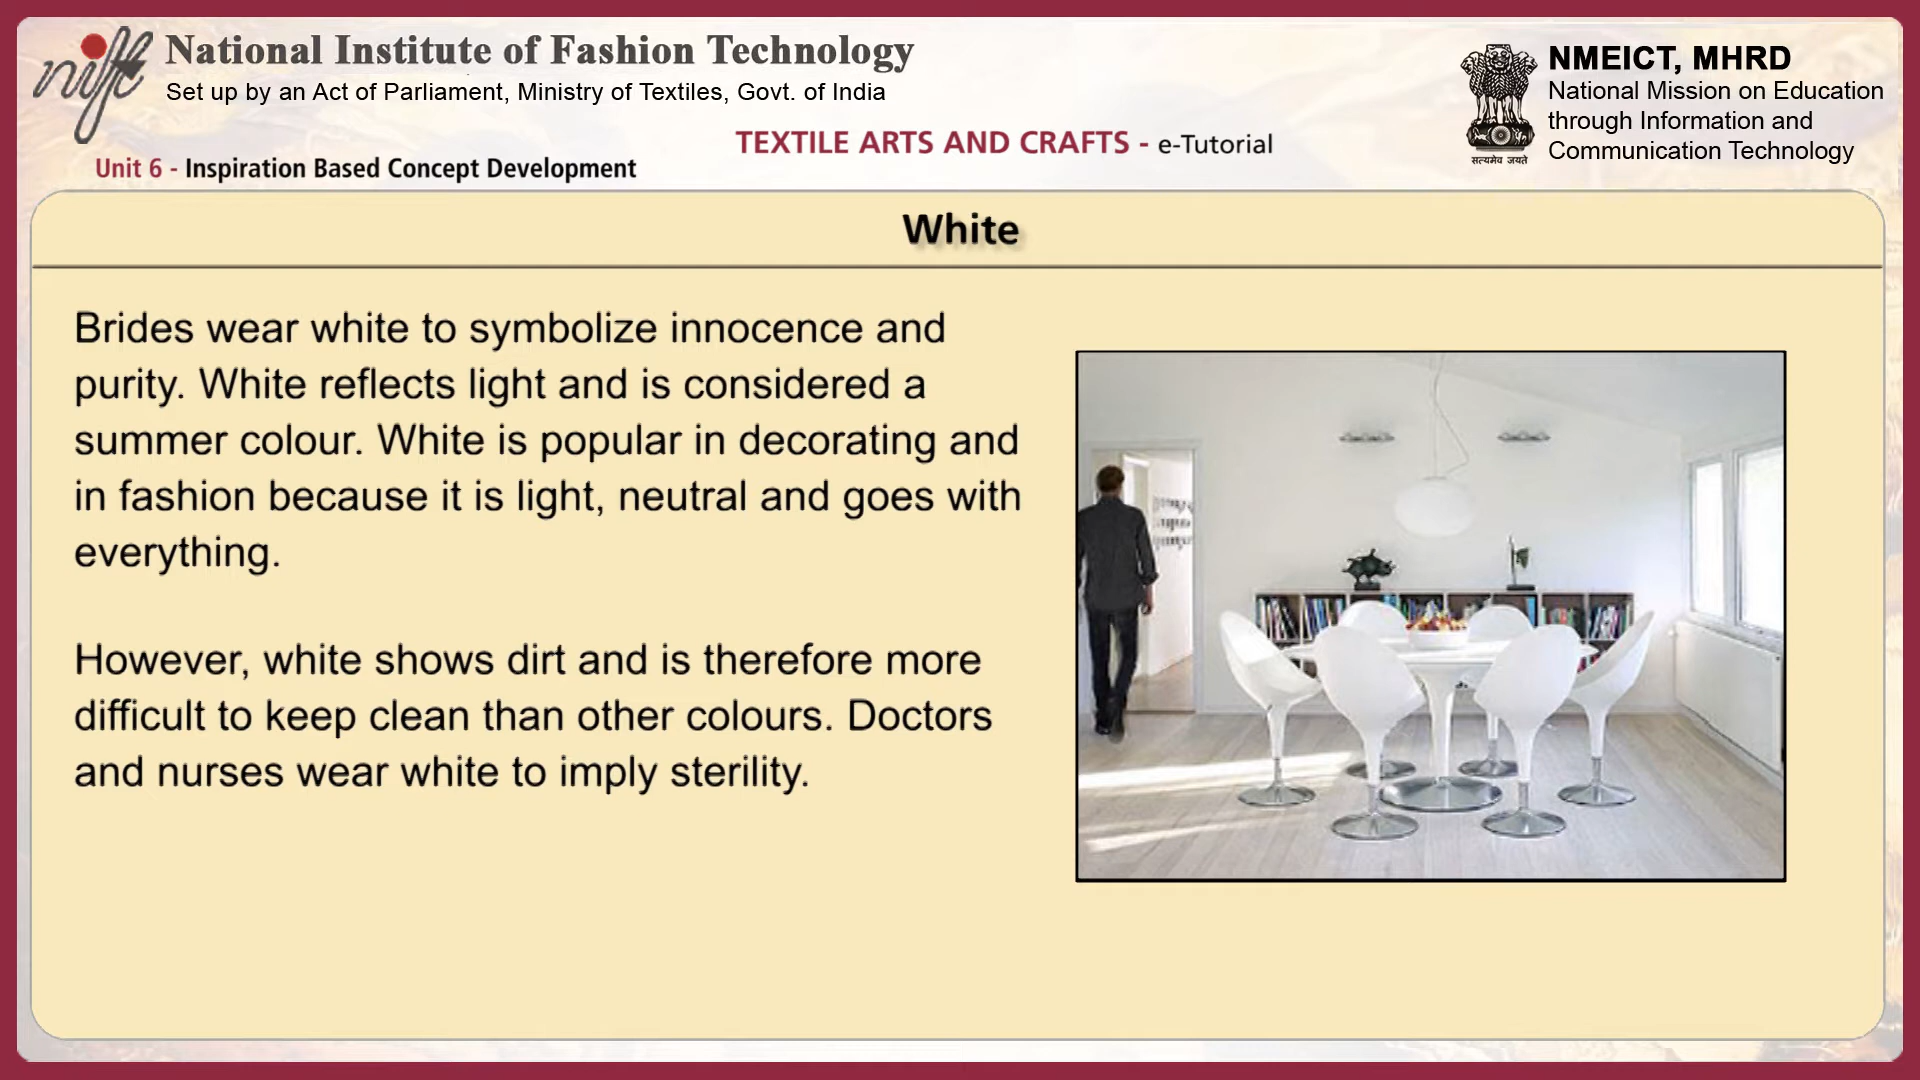 nift
National Institute of Fashion Technology
Set up by an Act of Parliament, Ministry of Textiles, Govt. of India
NMEICT, MHRD
National Mission on Education
through Information and
Communication Technology
सत्यमेव जयते
TEXTILE ARTS AND CRAFTS - e-Tutorial
Unit 6 - Inspiration Based Concept Development
White
Brides wear white to symbolize innocence and
purity. White reflects light and is considered a
summer colour. White is popular in decorating and
in fashion because it is light, neutral and goes with
everything.
However, white shows dirt and is therefore more
difficult to keep clean than other colours. Doctors
and nurses wear white to imply sterility.